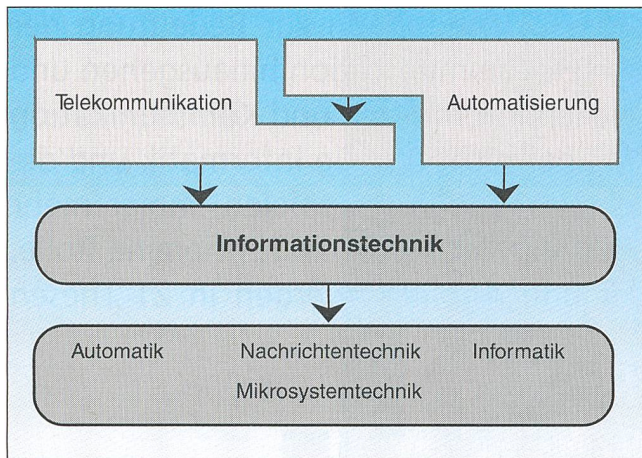 Telekommunikation Automatisierung
Informationstechnik
Automatik Nachrichtentechnik Informatik
Mikrosystemtechnik